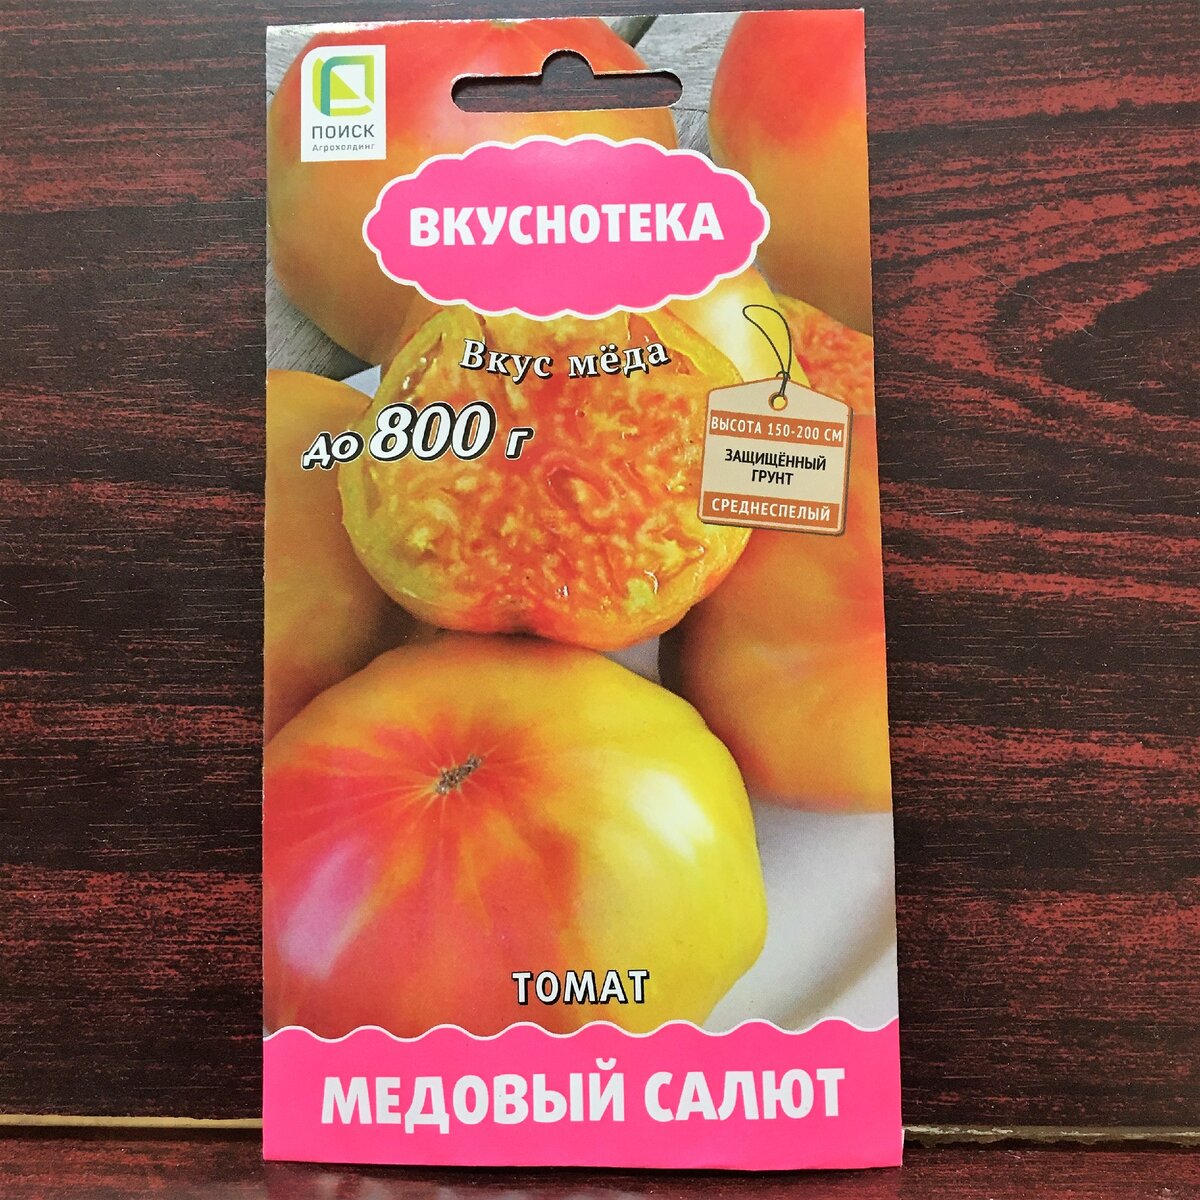 ПОИСК
Агрохолдинг
ВКУСНОТЕКА
Вкус мёда
до 800 г
ВЫСОТА 150-200 СМ
ЗАЩИЩЁННЫЙ
ГРУНТ
СРЕДНЕСПЕЛЫЙ
ТОМАТ
МЕДОВЫЙ САЛЮТ